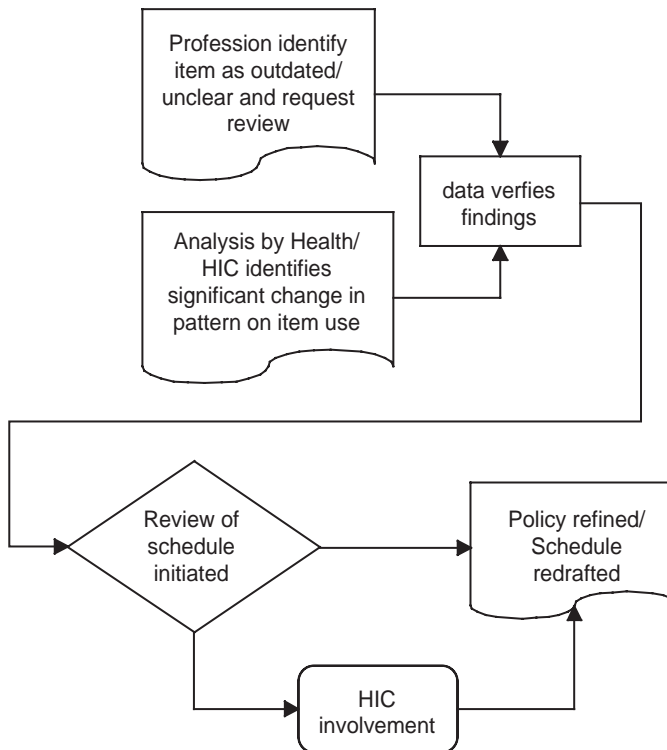 Profession identify
item as outdated/
unclear and request
review
data verfies
findings
Analysis by Health/
HIC identifies
significant change in
pattern on item use
Review of
schedule
initiated
Policy refined/
Schedule
redrafted
HIC
involvement